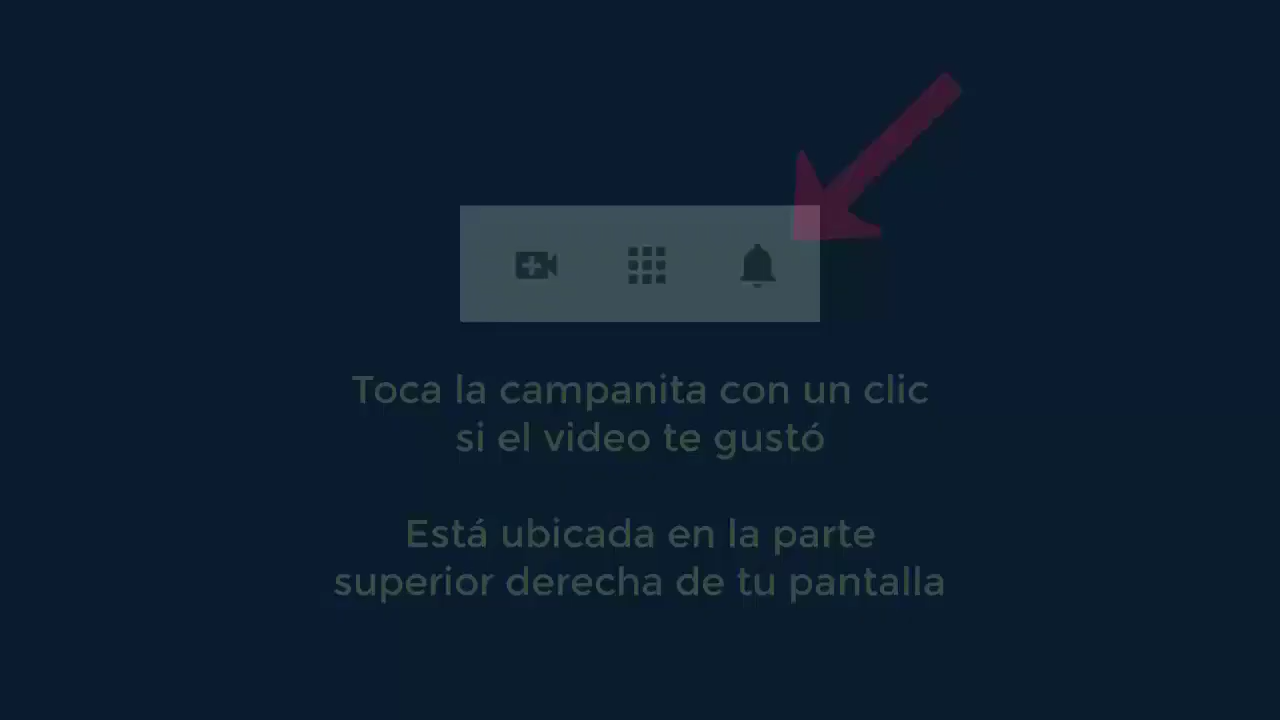 Toca la campanita con un clic
si el video te gustó
Está ubicada en la parte
superior derecha de tu pantalla